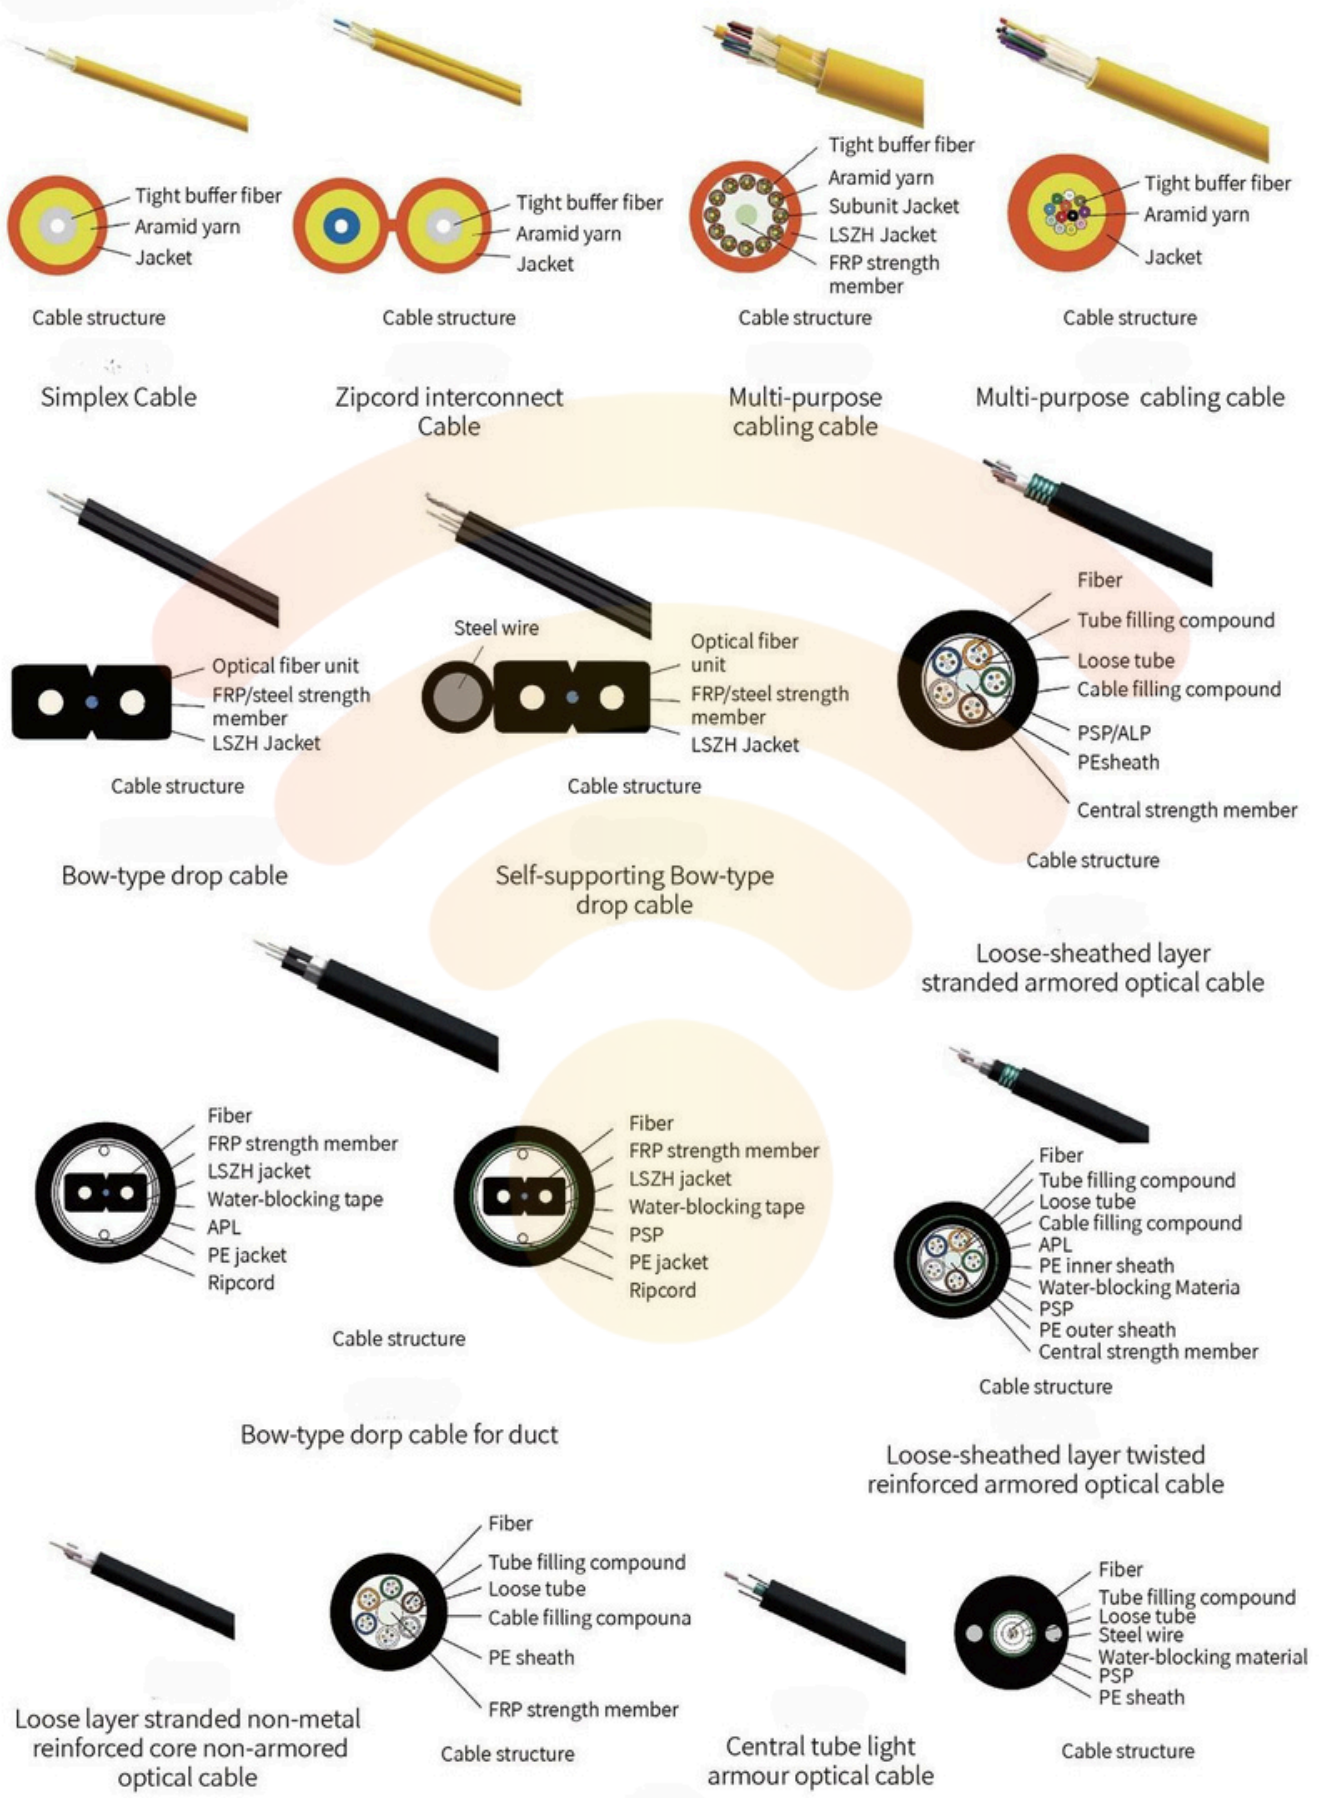 Tight buffer fiber
Aramid yarn
Jacket
Cable structure
Simplex Cable
Tight buffer fiber
Aramid yarn
Jacket
Cable structure
Zipcord interconnect
Cable
Tight buffer fiber
Aramid yarn
Subunit Jacket
LSZH Jacket
FRP strength
member
Cable structure
Multi-purpose
cabling cable
Tight buffer fiber
Aramid yarn
Jacket
Cable structure
Multi-purpose cabling cable
Optical fiber unit
FRP/steel strength
member
LSZH Jacket
Cable structure
Bow-type drop cable
Steel wire
Optical fiber
unit
FRP/steel strength
member
LSZH Jacket
Cable structure
Self-supporting Bow-type
drop cable
Fiber
Tube filling compound
Loose tube
Cable filling compound
PSP/ALP
PEsheath
Central strength member
Cable structure
Loose-sheathed layer
stranded armored optical cable
Fiber
FRP strength member
LSZH jacket
Water-blocking tape
APL
PE jacket
Ripcord
Fiber
FRP strength member
LSZH jacket
Water-blocking tape
PSP
PE jacket
Ripcord
Cable structure
Bow-type dorp cable for duct
Fiber
Tube filling compound
Loose tube
Cable filling compound
APL
PE inner sheath
Water-blocking Materia
PSP
PE outer sheath
Central strength member
Cable structure
Loose-sheathed layer twisted
reinforced armored optical cable
Fiber
Tube filling compound
Loose tube
Cable filling compouna
PE sheath
FRP strength member
Cable structure
Loose layer stranded non-metal
reinforced core non-armored
optical cable
Fiber
Tube filling compound
Loose tube
Steel wire
Water-blocking material
PSP
PE sheath
Cable structure
Central tube light
armour optical cable